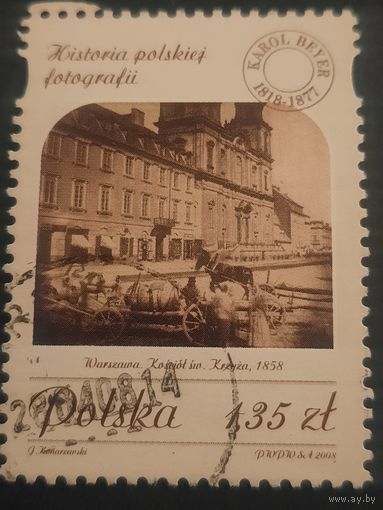 Historia polskiej
fotografii
KAROL BEYER
1818-1877
Warszawa. Kościół św. Krzyża, 1858
Polska 1,35 zł
J. Konarzewski PWPW S.A. 2008
www.ay.by